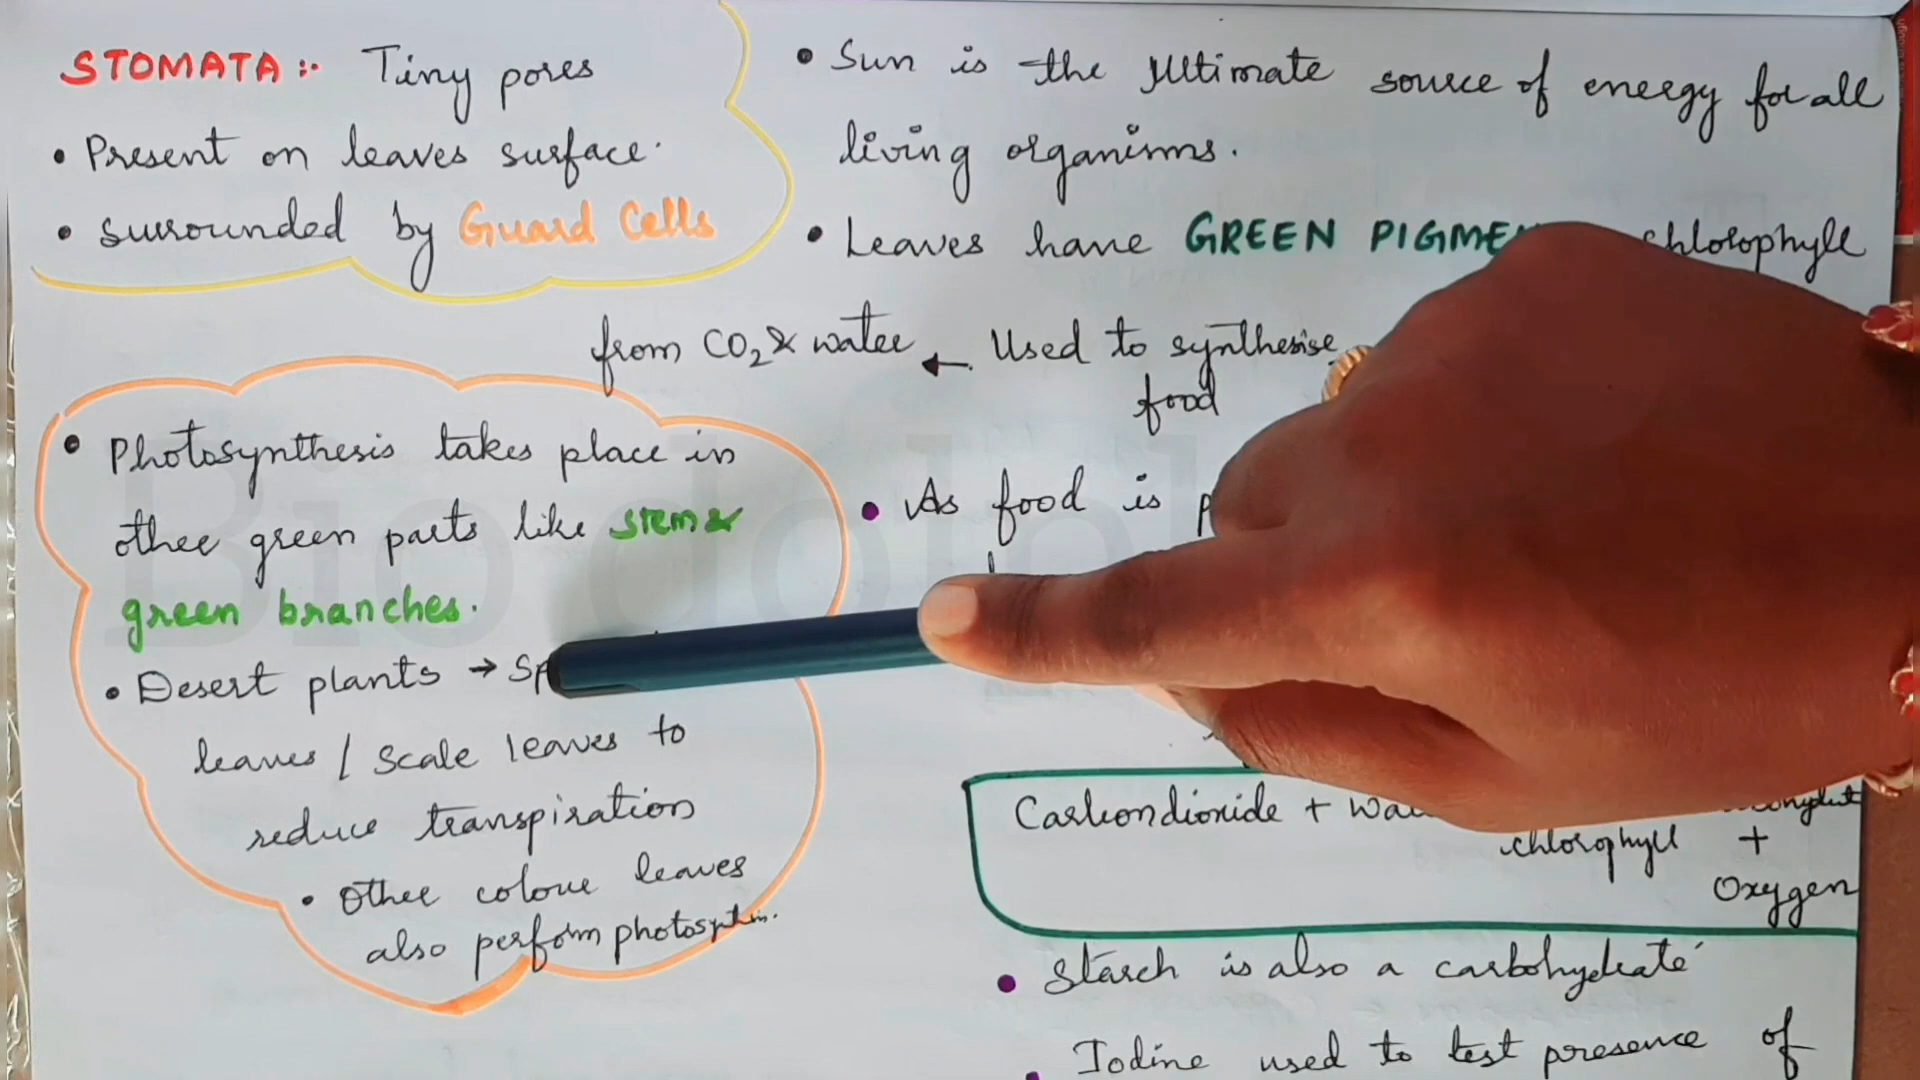 STOMATA :- Tiny pores
• Present on leaves surface.
• surrounded by Guard Cells
• Sun is the ultimate source of energy for all
living organisms.
• Leaves have GREEN PIGME chlorophyll
from CO2 & water ← Used to synthesise
food
• Photosynthesis takes place in
other green parts like stem &
green branches.
• Desert plants → Sp
leaves / scale leaves to
reduce transpiration
• Other colour leaves
also perform
• As food is p
Carbondioxide + Wa
chlorophyll +
Oxygen
• Starch is also a carbohydrate
Iodine used to test presence of
Bio dolphi